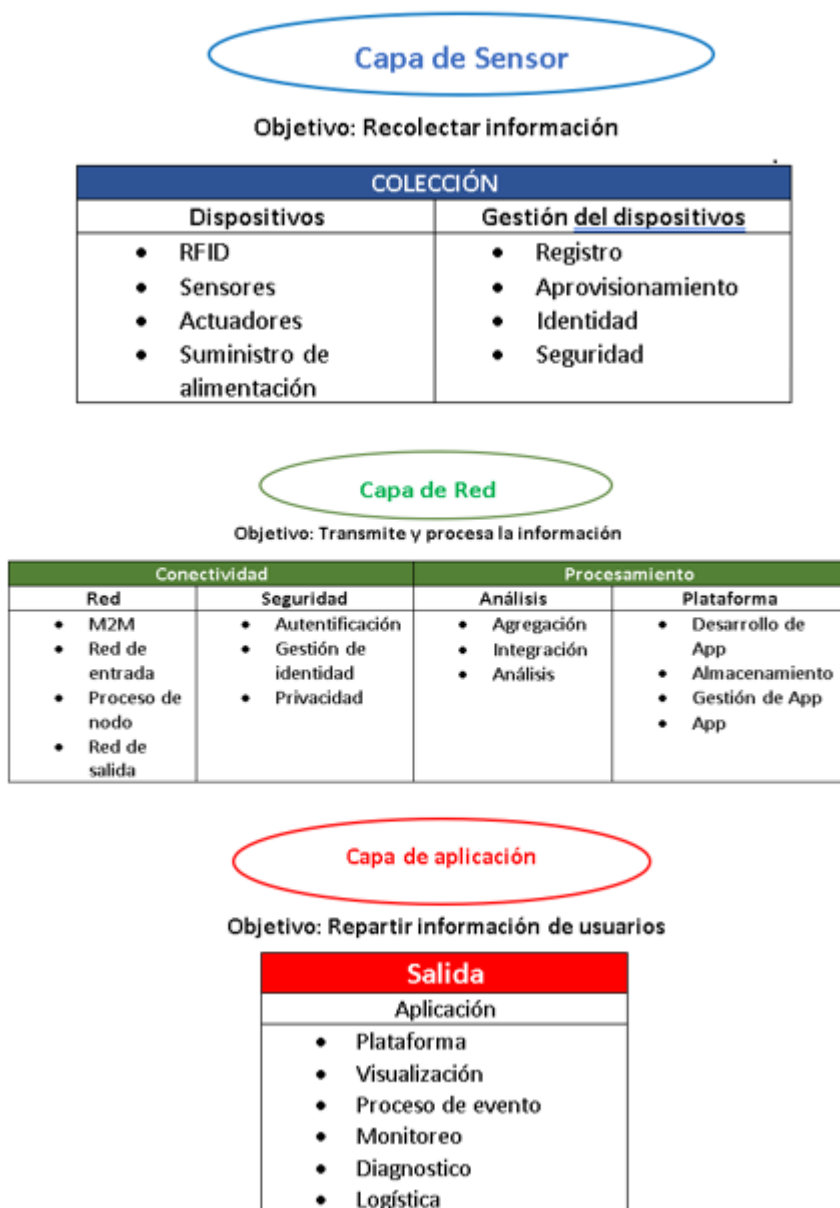 Capa de Sensor
Objetivo: Recolectar información
.
COLECCIÓN
Dispositivos
• RFID
• Sensores
• Actuadores
• Suministro de
alimentación
Gestión del dispositivos
• Registro
• Aprovisionamiento
• Identidad
• Seguridad
Capa de Red
Objetivo: Transmite y procesa la información
Conectividad
Procesamiento
Red
• M2M
• Red de
entrada
• Proceso de
nodo
• Red de
salida
Seguridad
• Autentificación
• Gestión de
identidad
• Privacidad
Análisis
• Agregación
• Integración
• Análisis
Plataforma
• Desarrollo de
App
• Almacenamiento
• Gestión de App
• App
Capa de aplicación
Objetivo: Repartir información de usuarios
Salida
Aplicación
• Plataforma
• Visualización
• Proceso de evento
• Monitoreo
• Diagnostico
• Logística